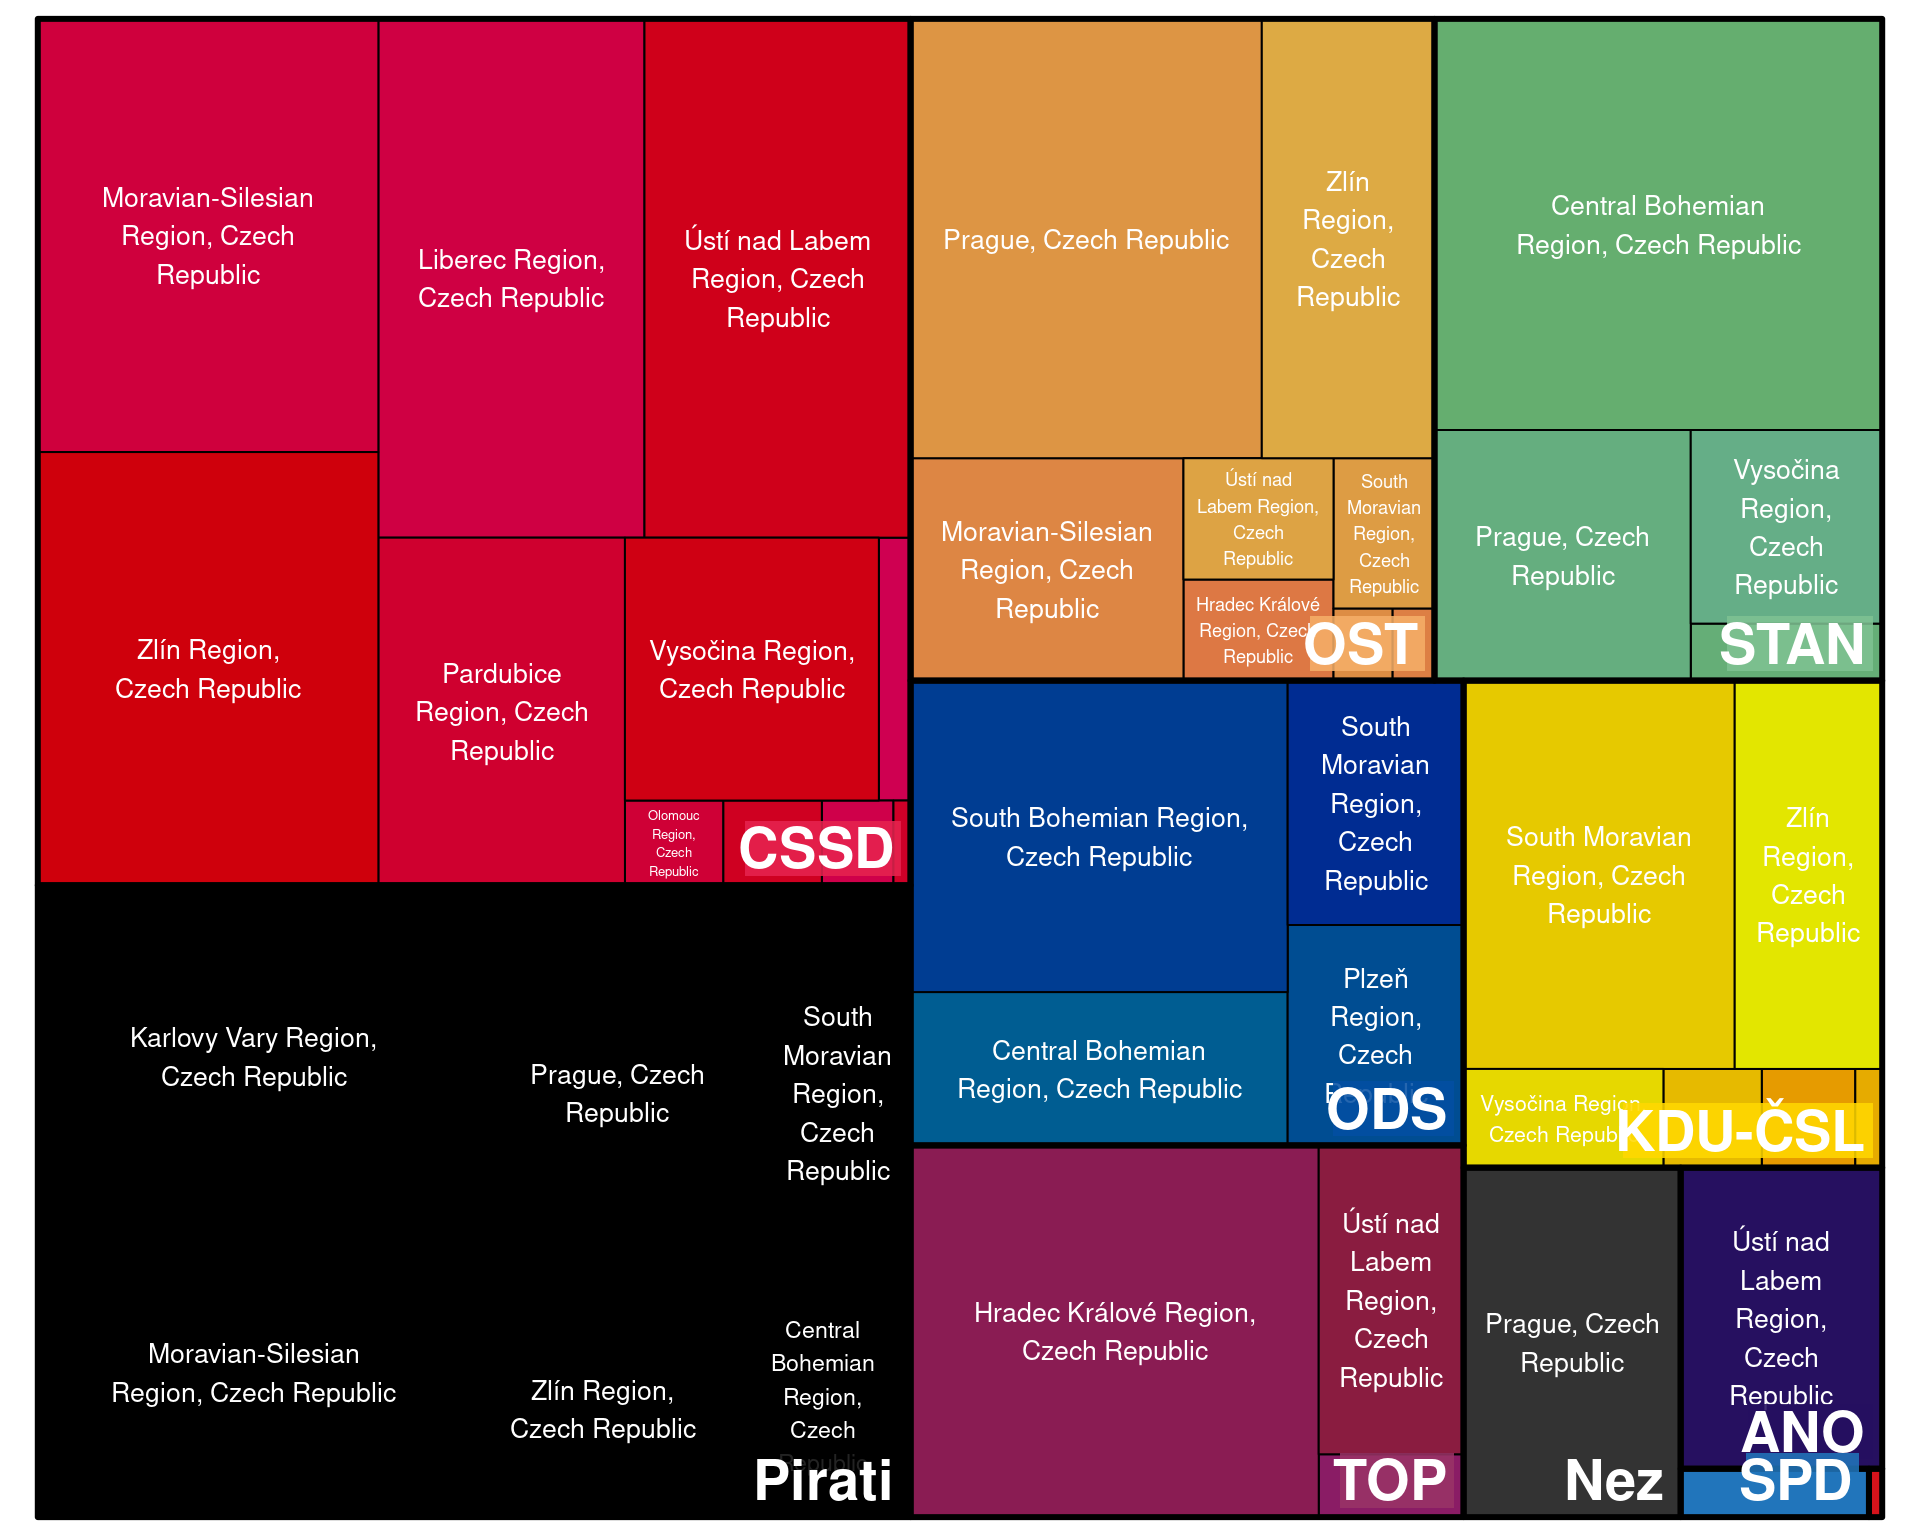 Moravian-Silesian
Region, Czech
Republic
Liberec Region,
Czech Republic
Ústí nad Labem
Region, Czech
Republic
Zlín Region,
Czech Republic
Pardubice
Region, Czech
Republic
Vysočina Region,
Czech Republic
Olomouc
Region,
Czech
Republic
CSSD
Prague, Czech Republic
Zlín
Region,
Czech
Republic
Moravian-Silesian
Region, Czech
Republic
Ústí nad
Labem Region,
Czech
Republic
South
Moravian
Region,
Czech
Republic
Hradec Králové
Region, Czech
Republic
OST
Central Bohemian
Region, Czech Republic
Prague, Czech
Republic
Vysočina
Region,
Czech
Republic
STAN
Karlovy Vary Region,
Czech Republic
Prague, Czech
Republic
South
Moravian
Region,
Czech
Republic
Moravian-Silesian
Region, Czech Republic
Zlín Region,
Czech Republic
Central
Bohemian
Region,
Czech
Republic
Pirati
South Bohemian Region,
Czech Republic
South
Moravian
Region,
Czech
Republic
Central Bohemian
Region, Czech Republic
Plzeň
Region,
Czech
Republic
ODS
South Moravian
Region, Czech
Republic
Zlín
Region,
Czech
Republic
Vysočina Region,
Czech Republic
KDU-ČSL
Hradec Králové Region,
Czech Republic
Ústí nad
Labem
Region,
Czech
Republic
TOP
Prague, Czech
Republic
Nez
Ústí nad
Labem
Region,
Czech
Republic
ANO
SPD